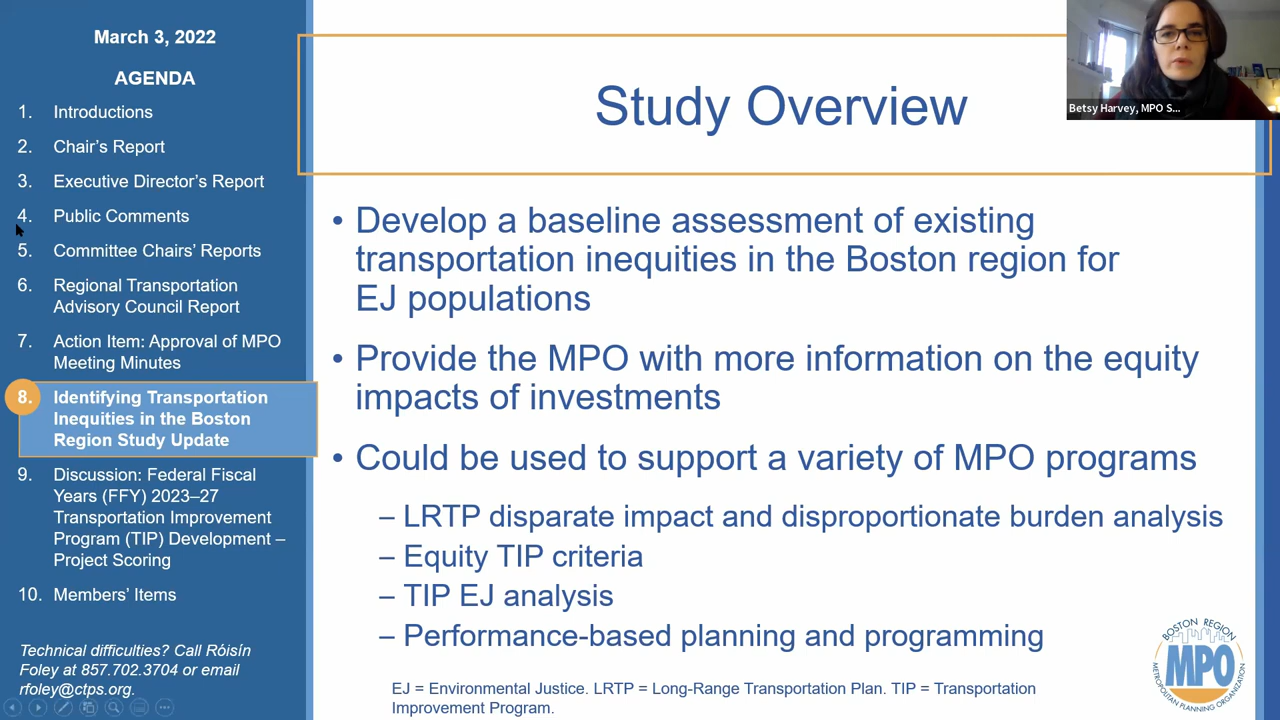 March 3, 2022
AGENDA
1. Introductions
2. Chair's Report
3. Executive Director's Report
4. Public Comments
5. Committee Chairs' Reports
6. Regional Transportation
Advisory Council Report
7. Action Item: Approval of MPO
Meeting Minutes
8. Identifying Transportation
Inequities in the Boston
Region Study Update
9. Discussion: Federal Fiscal
Years (FFY) 2023–27
Transportation Improvement
Program (TIP) Development –
Project Scoring
10. Members' Items
Technical difficulties? Call Róisín
Foley at 857.702.3704 or email
rfoley@ctps.org.
Study Overview
Betsy Harvey, MPO S...
• Develop a baseline assessment of existing
transportation inequities in the Boston region for
EJ populations
• Provide the MPO with more information on the equity
impacts of investments
• Could be used to support a variety of MPO programs
– LRTP disparate impact and disproportionate burden analysis
– Equity TIP criteria
– TIP EJ analysis
– Performance-based planning and programming
EJ = Environmental Justice. LRTP = Long-Range Transportation Plan. TIP = Transportation
Improvement Program.
BOSTON REGION
MPO
METROPOLITAN PLANNING ORGANIZATION